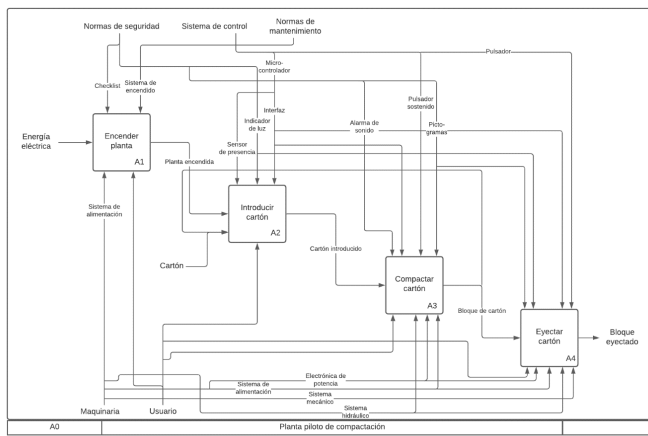 Normas de seguridad
Sistema de control
Normas de
mantenimiento
Pulsador
Micro-
controlador
Checklist
Sistema de
encendido
Pulsador
sostenido
Interfaz
Indicador
de luz
Alarma de
sonido
Picto-
gramas
Energía
eléctrica
Encender
planta
A1
Sensor
de presencia
Planta encendida
Sistema de
alimentación
Introducir
cartón
A2
Cartón introducido
Cartón
Compactar
cartón
A3
Bloque de cartón
Eyectar
cartón
A4
Bloque
eyectado
Electrónica de
potencia
Sistema de
alimentación
Sistema
mecánico
Sistema
hidráulico
Maquinaria
Usuario
A0
Planta piloto de compactación